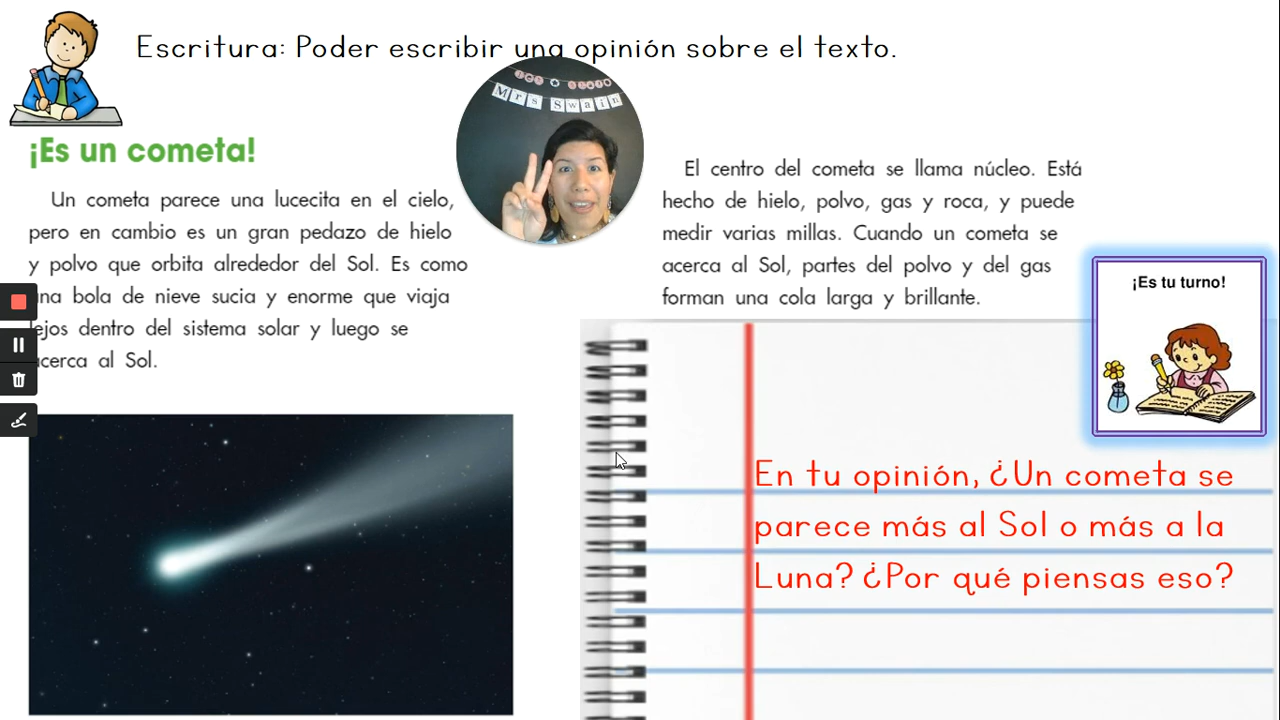 Escritura: Poder escribir una opinión sobre el texto.
Mrs Swain
¡Es un cometa!
Un cometa parece una lucecita en el cielo,
pero en cambio es un gran pedazo de hielo
y polvo que orbita alrededor del Sol. Es como
una bola de nieve sucia y enorme que viaja
lejos dentro del sistema solar y luego se
acerca al Sol.
El centro del cometa se llama núcleo. Está
hecho de hielo, polvo, gas y roca, y puede
medir varias millas. Cuando un cometa se
acerca al Sol, partes del polvo y del gas
forman una cola larga y brillante.
¡Es tu turno!
En tu opinión, ¿Un cometa se
parece más al Sol o más a la
Luna? ¿Por qué piensas eso?